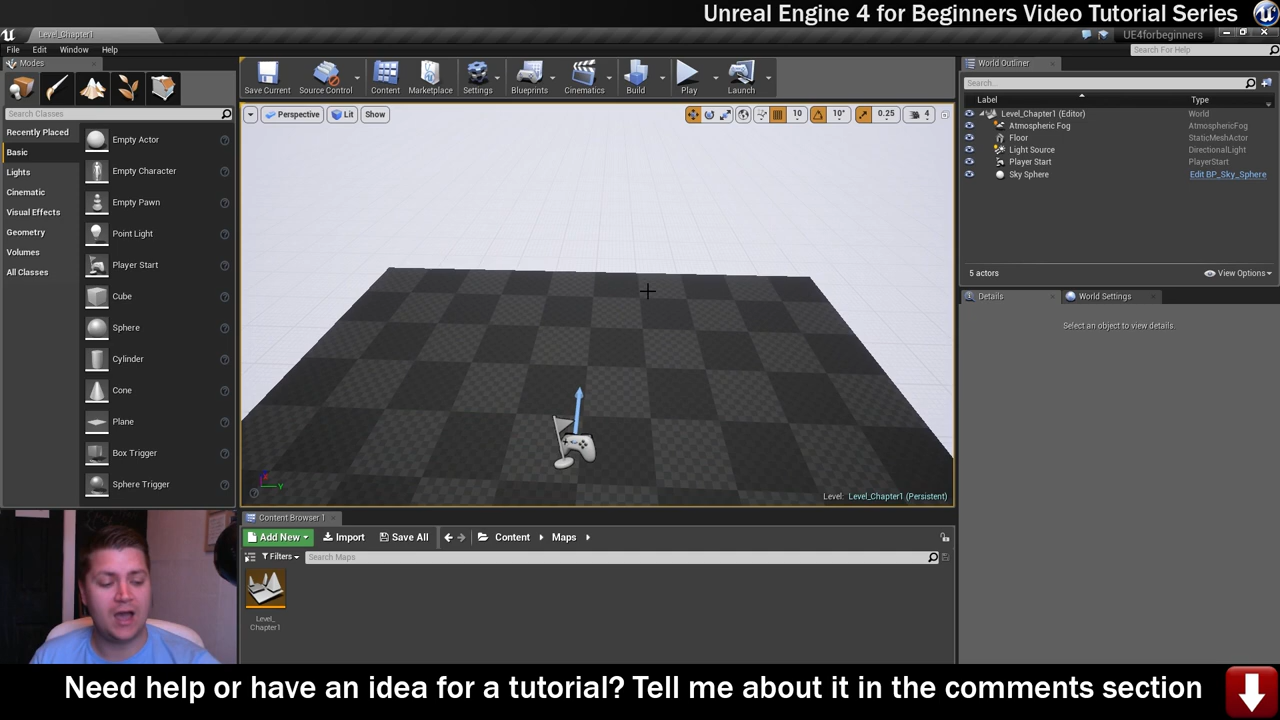 Unreal Engine 4 for Beginners Video Tutorial Series
Level_Chapter1
UE4forbeginners
File Edit Window Help
Search For Help
Modes
Search Classes
Recently Placed
Basic
Lights
Cinematic
Visual Effects
Geometry
Volumes
All Classes
Empty Actor
Empty Character
Empty Pawn
Point Light
Player Start
Cube
Sphere
Cylinder
Cone
Plane
Box Trigger
Sphere Trigger
Save Current
Source Control
Content
Marketplace
Settings
Blueprints
Cinematics
Build
Play
Launch
Perspective
Lit
Show
10
10°
0.25
4
Y
Level: Level_Chapter1 (Persistent)
World Outliner
Search...
Label Type
Level_Chapter1 (Editor) World
Atmospheric Fog AtmosphericFog
Floor StaticMeshActor
Light Source DirectionalLight
Player Start PlayerStart
Sky Sphere Edit BP_Sky_Sphere
5 actors
View Options
Details
World Settings
Select an object to view details.
Content Browser 1
Add New
Import
Save All
Content
Maps
Filters
Search Maps
Level_
Chapter1
Need help or have an idea for a tutorial? Tell me about it in the comments section